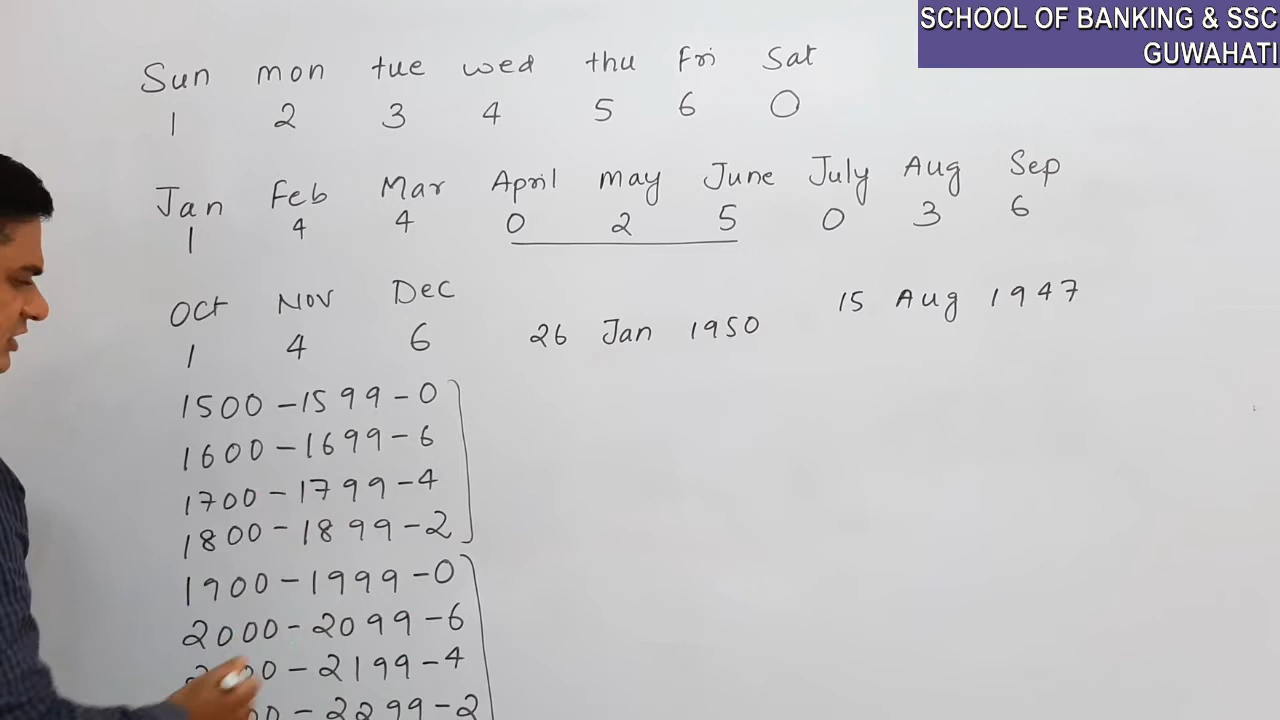 SCHOOL OF BANKING & SSC
GUWAHATI
Sun mon tue wed thu Fri Sat
1 2 3 4 5 6 0
Jan Feb Mar April may June July Aug Sep
1 4 4 0 2 5 0 3 6
Oct Nov Dec
1 4 6
26 Jan 1950
15 Aug 1947
1500-1599-0
1600-1699-6
1700-1799-4
1800-1899-2
1900-1999-0
2000-2099-6
-2199-4
-2299-2